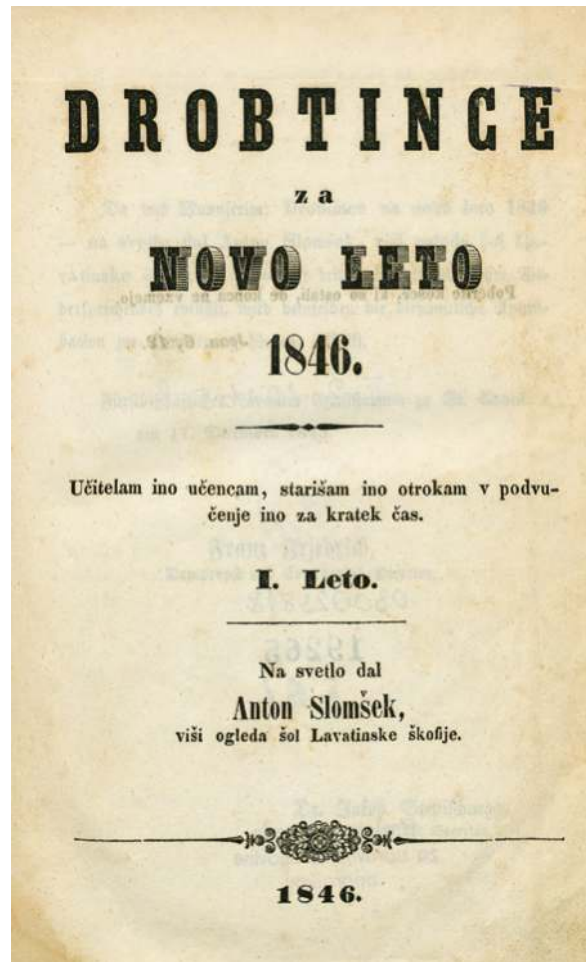 DROBTINCE
za
NOVO LETO
1846.
Učitelam ino učencam, starišam ino otrokam v podvu-
čenje ino za kratek čas.
I. Leto.
Na svetlo dal
Anton Slomšek,
viši ogleda šol Lavatinske škofije.
1846.